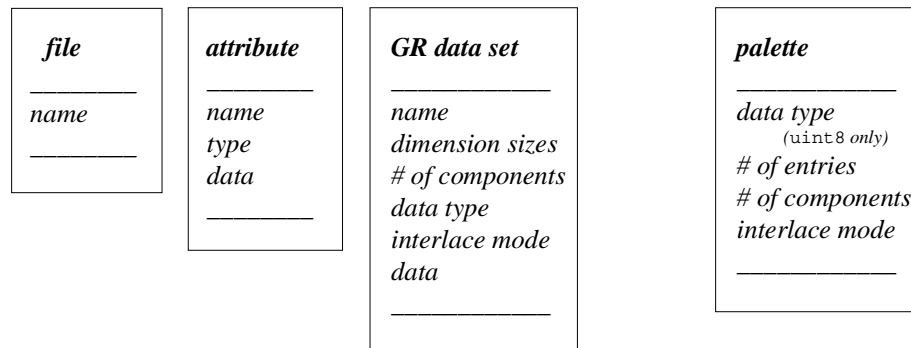 file
name
attribute
name
type
data
GR data set
name
dimension sizes
# of components
data type
interlace mode
data
palette
data type
(uint8 only)
# of entries
# of components
interlace mode